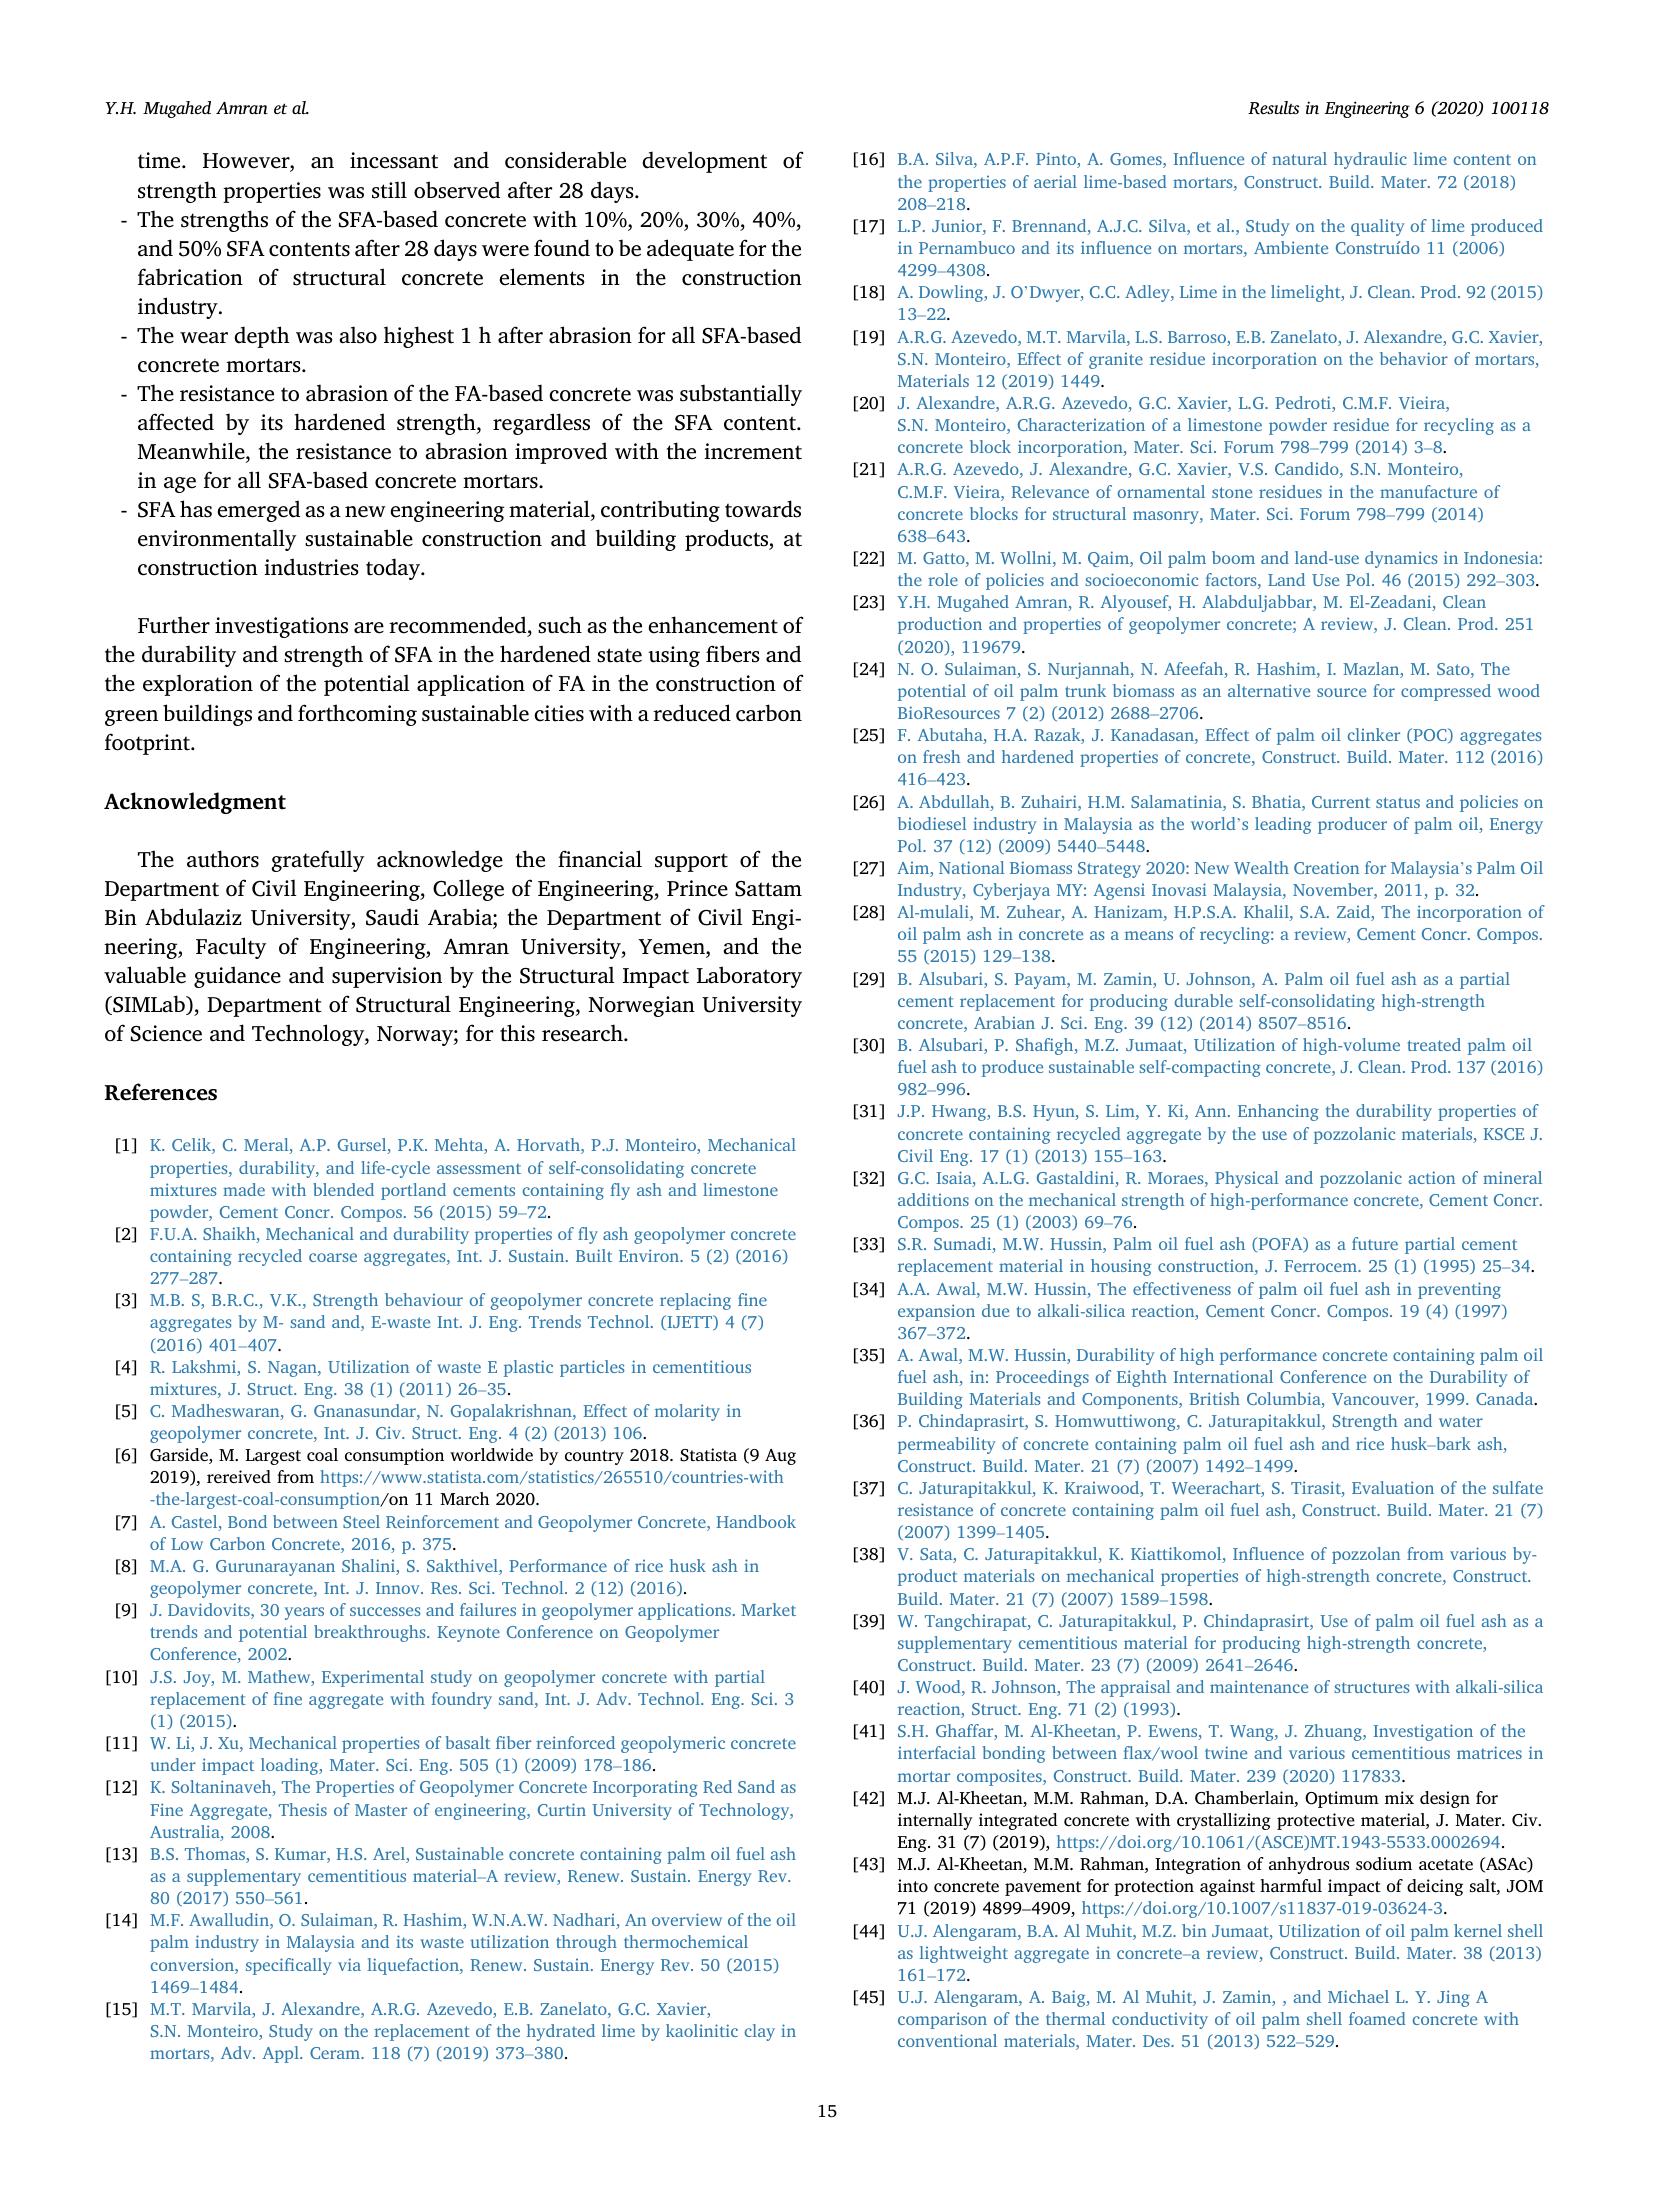 Y.H. Mugahed Amran et al.
Results in Engineering 6 (2020) 100118
time. However, an incessant and considerable development of
strength properties was still observed after 28 days.
- The strengths of the SFA-based concrete with 10%, 20%, 30%, 40%,
and 50% SFA contents after 28 days were found to be adequate for the
fabrication of structural concrete elements in the construction
industry.
- The wear depth was also highest 1 h after abrasion for all SFA-based
concrete mortars.
- The resistance to abrasion of the FA-based concrete was substantially
affected by its hardened strength, regardless of the SFA content.
Meanwhile, the resistance to abrasion improved with the increment
in age for all SFA-based concrete mortars.
- SFA has emerged as a new engineering material, contributing towards
environmentally sustainable construction and building products, at
construction industries today.
Further investigations are recommended, such as the enhancement of
the durability and strength of SFA in the hardened state using fibers and
the exploration of the potential application of FA in the construction of
green buildings and forthcoming sustainable cities with a reduced carbon
footprint.
Acknowledgment
The authors gratefully acknowledge the financial support of the
Department of Civil Engineering, College of Engineering, Prince Sattam
Bin Abdulaziz University, Saudi Arabia; the Department of Civil Engi-
neering, Faculty of Engineering, Amran University, Yemen, and the
valuable guidance and supervision by the Structural Impact Laboratory
(SIMLab), Department of Structural Engineering, Norwegian University
of Science and Technology, Norway; for this research.
References
[1] K. Celik, C. Meral, A.P. Gursel, P.K. Mehta, A. Horvath, P.J. Monteiro, Mechanical
properties, durability, and life-cycle assessment of self-consolidating concrete
mixtures made with blended portland cements containing fly ash and limestone
powder, Cement Concr. Compos. 56 (2015) 59–72.
[2] F.U.A. Shaikh, Mechanical and durability properties of fly ash geopolymer concrete
containing recycled coarse aggregates, Int. J. Sustain. Built Environ. 5 (2) (2016)
277–287.
[3] M.B. S, B.R.C., V.K., Strength behaviour of geopolymer concrete replacing fine
aggregates by M- sand and, E-waste Int. J. Eng. Trends Technol. (IJETT) 4 (7)
(2016) 401–407.
[4] R. Lakshmi, S. Nagan, Utilization of waste E plastic particles in cementitious
mixtures, J. Struct. Eng. 38 (1) (2011) 26–35.
[5] C. Madheswaran, G. Gnanasundar, N. Gopalakrishnan, Effect of molarity in
geopolymer concrete, Int. J. Civ. Struct. Eng. 4 (2) (2013) 106.
[6] Garside, M. Largest coal consumption worldwide by country 2018. Statista (9 Aug
2019), rereived from https://www.statista.com/statistics/265510/countries-with
-the-largest-coal-consumption/on 11 March 2020.
[7] A. Castel, Bond between Steel Reinforcement and Geopolymer Concrete, Handbook
of Low Carbon Concrete, 2016, p. 375.
[8] M.A. G. Gurunarayanan Shalini, S. Sakthivel, Performance of rice husk ash in
geopolymer concrete, Int. J. Innov. Res. Sci. Technol. 2 (12) (2016).
[9] J. Davidovits, 30 years of successes and failures in geopolymer applications. Market
trends and potential breakthroughs. Keynote Conference on Geopolymer
Conference, 2002.
[10] J.S. Joy, M. Mathew, Experimental study on geopolymer concrete with partial
replacement of fine aggregate with foundry sand, Int. J. Adv. Technol. Eng. Sci. 3
(1) (2015).
[11] W. Li, J. Xu, Mechanical properties of basalt fiber reinforced geopolymeric concrete
under impact loading, Mater. Sci. Eng. 505 (1) (2009) 178–186.
[12] K. Soltaninaveh, The Properties of Geopolymer Concrete Incorporating Red Sand as
Fine Aggregate, Thesis of Master of engineering, Curtin University of Technology,
Australia, 2008.
[13] B.S. Thomas, S. Kumar, H.S. Arel, Sustainable concrete containing palm oil fuel ash
as a supplementary cementitious material–A review, Renew. Sustain. Energy Rev.
80 (2017) 550–561.
[14] M.F. Awalludin, O. Sulaiman, R. Hashim, W.N.A.W. Nadhari, An overview of the oil
palm industry in Malaysia and its waste utilization through thermochemical
conversion, specifically via liquefaction, Renew. Sustain. Energy Rev. 50 (2015)
1469–1484.
[15] M.T. Marvila, J. Alexandre, A.R.G. Azevedo, E.B. Zanelato, G.C. Xavier,
S.N. Monteiro, Study on the replacement of the hydrated lime by kaolinitic clay in
mortars, Adv. Appl. Ceram. 118 (7) (2019) 373–380.
[16] B.A. Silva, A.P.F. Pinto, A. Gomes, Influence of natural hydraulic lime content on
the properties of aerial lime-based mortars, Construct. Build. Mater. 72 (2018)
208–218.
[17] L.P. Junior, F. Brennand, A.J.C. Silva, et al., Study on the quality of lime produced
in Pernambuco and its influence on mortars, Ambiente Construído 11 (2006)
4299–4308.
[18] A. Dowling, J. O’Dwyer, C.C. Adley, Lime in the limelight, J. Clean. Prod. 92 (2015)
13–22.
[19] A.R.G. Azevedo, M.T. Marvila, L.S. Barroso, E.B. Zanelato, J. Alexandre, G.C. Xavier,
S.N. Monteiro, Effect of granite residue incorporation on the behavior of mortars,
Materials 12 (2019) 1449.
[20] J. Alexandre, A.R.G. Azevedo, G.C. Xavier, L.G. Pedroti, C.M.F. Vieira,
S.N. Monteiro, Characterization of a limestone powder residue for recycling as a
concrete block incorporation, Mater. Sci. Forum 798–799 (2014) 3–8.
[21] A.R.G. Azevedo, J. Alexandre, G.C. Xavier, V.S. Candido, S.N. Monteiro,
C.M.F. Vieira, Relevance of ornamental stone residues in the manufacture of
concrete blocks for structural masonry, Mater. Sci. Forum 798–799 (2014)
638–643.
[22] M. Gatto, M. Wollni, M. Qaim, Oil palm boom and land-use dynamics in Indonesia:
the role of policies and socioeconomic factors, Land Use Pol. 46 (2015) 292–303.
[23] Y.H. Mugahed Amran, R. Alyousef, H. Alabduljabbar, M. El-Zeadani, Clean
production and properties of geopolymer concrete; A review, J. Clean. Prod. 251
(2020), 119679.
[24] N. O. Sulaiman, S. Nurjannah, N. Afeefah, R. Hashim, I. Mazlan, M. Sato, The
potential of oil palm trunk biomass as an alternative source for compressed wood
BioResources 7 (2) (2012) 2688–2706.
[25] F. Abutaha, H.A. Razak, J. Kanadasan, Effect of palm oil clinker (POC) aggregates
on fresh and hardened properties of concrete, Construct. Build. Mater. 112 (2016)
416–423.
[26] A. Abdullah, B. Zuhairi, H.M. Salamatinia, S. Bhatia, Current status and policies on
biodiesel industry in Malaysia as the world’s leading producer of palm oil, Energy
Pol. 37 (12) (2009) 5440–5448.
[27] Aim, National Biomass Strategy 2020: New Wealth Creation for Malaysia’s Palm Oil
Industry, Cyberjaya MY: Agensi Inovasi Malaysia, November, 2011, p. 32.
[28] Al-mulali, M. Zuhear, A. Hanizam, H.P.S.A. Khalil, S.A. Zaid, The incorporation of
oil palm ash in concrete as a means of recycling: a review, Cement Concr. Compos.
55 (2015) 129–138.
[29] B. Alsubari, S. Payam, M. Zamin, U. Johnson, A. Palm oil fuel ash as a partial
cement replacement for producing durable self-consolidating high-strength
concrete, Arabian J. Sci. Eng. 39 (12) (2014) 8507–8516.
[30] B. Alsubari, P. Shafigh, M.Z. Jumaat, Utilization of high-volume treated palm oil
fuel ash to produce sustainable self-compacting concrete, J. Clean. Prod. 137 (2016)
982–996.
[31] J.P. Hwang, B.S. Hyun, S. Lim, Y. Ki, Ann. Enhancing the durability properties of
concrete containing recycled aggregate by the use of pozzolanic materials, KSCE J.
Civil Eng. 17 (1) (2013) 155–163.
[32] G.C. Isaia, A.L.G. Gastaldini, R. Moraes, Physical and pozzolanic action of mineral
additions on the mechanical strength of high-performance concrete, Cement Concr.
Compos. 25 (1) (2003) 69–76.
[33] S.R. Sumadi, M.W. Hussin, Palm oil fuel ash (POFA) as a future partial cement
replacement material in housing construction, J. Ferrocem. 25 (1) (1995) 25–34.
[34] A.A. Awal, M.W. Hussin, The effectiveness of palm oil fuel ash in preventing
expansion due to alkali-silica reaction, Cement Concr. Compos. 19 (4) (1997)
367–372.
[35] A. Awal, M.W. Hussin, Durability of high performance concrete containing palm oil
fuel ash, in: Proceedings of Eighth International Conference on the Durability of
Building Materials and Components, British Columbia, Vancouver, 1999. Canada.
[36] P. Chindaprasirt, S. Homwuttiwong, C. Jaturapitakkul, Strength and water
permeability of concrete containing palm oil fuel ash and rice husk–bark ash,
Construct. Build. Mater. 21 (7) (2007) 1492–1499.
[37] C. Jaturapitakkul, K. Kraiwood, T. Weerachart, S. Tirasit, Evaluation of the sulfate
resistance of concrete containing palm oil fuel ash, Construct. Build. Mater. 21 (7)
(2007) 1399–1405.
[38] V. Sata, C. Jaturapitakkul, K. Kiattikomol, Influence of pozzolan from various by-
product materials on mechanical properties of high-strength concrete, Construct.
Build. Mater. 21 (7) (2007) 1589–1598.
[39] W. Tangchirapat, C. Jaturapitakkul, P. Chindaprasirt, Use of palm oil fuel ash as a
supplementary cementitious material for producing high-strength concrete,
Construct. Build. Mater. 23 (7) (2009) 2641–2646.
[40] J. Wood, R. Johnson, The appraisal and maintenance of structures with alkali-silica
reaction, Struct. Eng. 71 (2) (1993).
[41] S.H. Ghaffar, M. Al-Kheetan, P. Ewens, T. Wang, J. Zhuang, Investigation of the
interfacial bonding between flax/wool twine and various cementitious matrices in
mortar composites, Construct. Build. Mater. 239 (2020) 117833.
[42] M.J. Al-Kheetan, M.M. Rahman, D.A. Chamberlain, Optimum mix design for
internally integrated concrete with crystallizing protective material, J. Mater. Civ.
Eng. 31 (7) (2019), https://doi.org/10.1061/(ASCE)MT.1943-5533.0002694.
[43] M.J. Al-Kheetan, M.M. Rahman, Integration of anhydrous sodium acetate (ASAc)
into concrete pavement for protection against harmful impact of deicing salt, JOM
71 (2019) 4899–4909, https://doi.org/10.1007/s11837-019-03624-3.
[44] U.J. Alengaram, B.A. Al Muhit, M.Z. bin Jumaat, Utilization of oil palm kernel shell
as lightweight aggregate in concrete–a review, Construct. Build. Mater. 38 (2013)
161–172.
[45] U.J. Alengaram, A. Baig, M. Al Muhit, J. Zamin, , and Michael L. Y. Jing A
comparison of the thermal conductivity of oil palm shell foamed concrete with
conventional materials, Mater. Des. 51 (2013) 522–529.
15